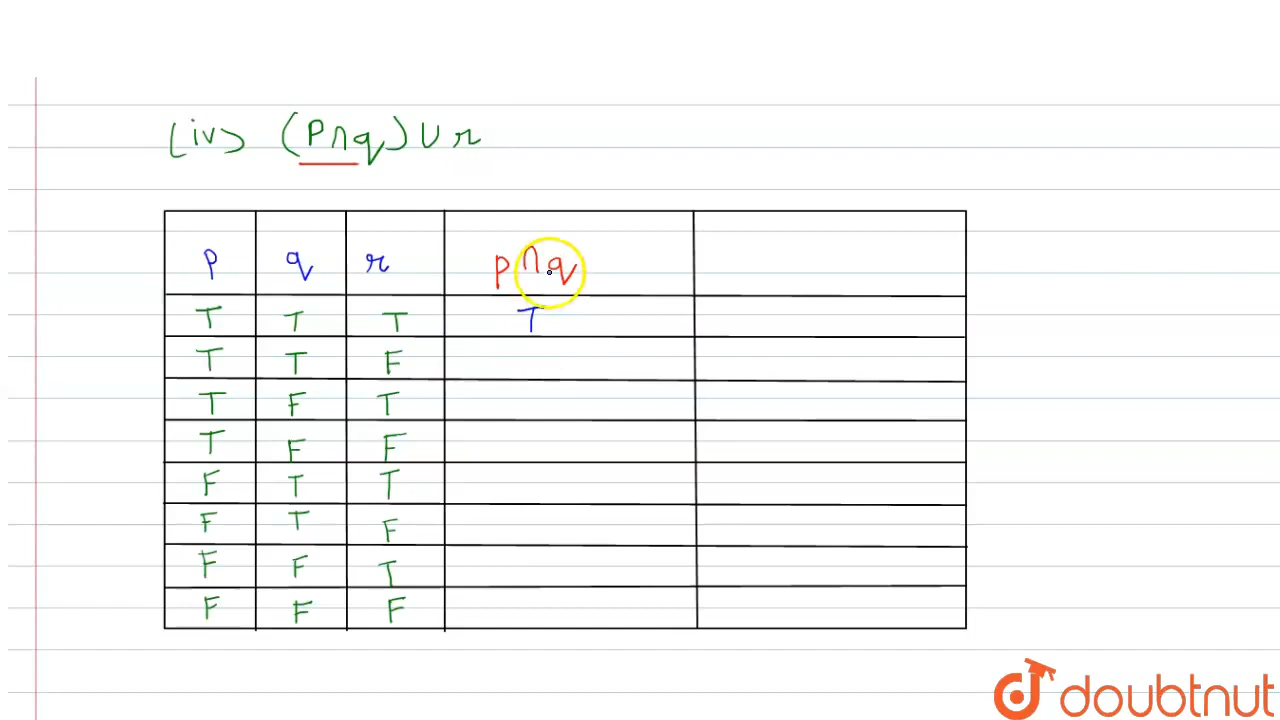 (iv) (p∩q)∪r
p q r p∩q
T T T T
T T F
T F T
T F F
F T T
F T F
F F T
F F F
doubtnut